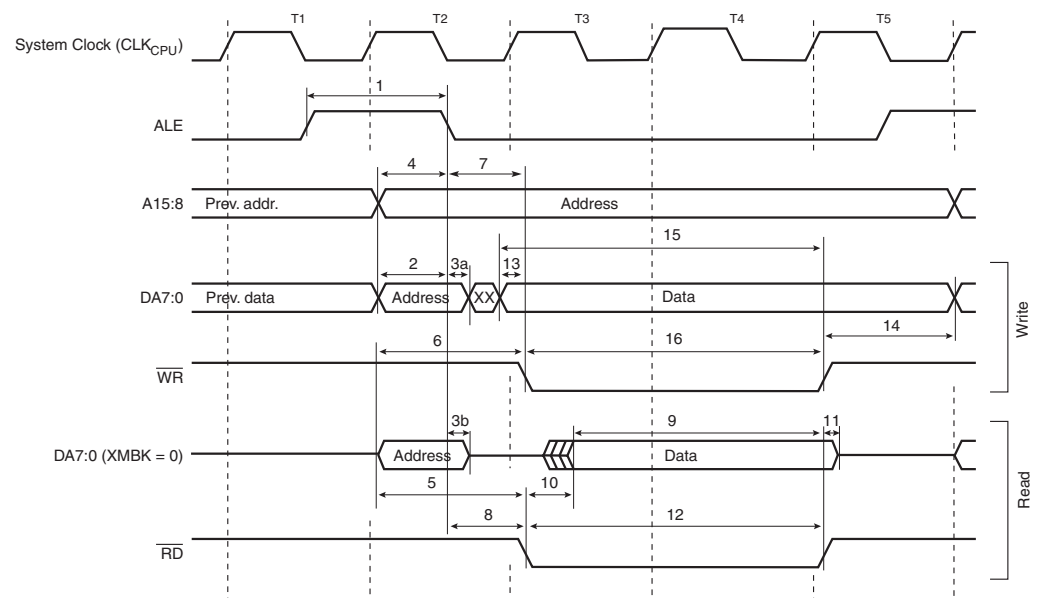 T1 T2 T3 T4 T5
System Clock (CLKCPU)
1
ALE
4 7
A15:8 Prev. addr. Address
15
2 3a 13
DA7:0 Prev. data Address XX Data
14
6 16
WR
Write
3b 9 11
DA7:0 (XMBK = 0) Address Data
5 10
8 12
RD
Read